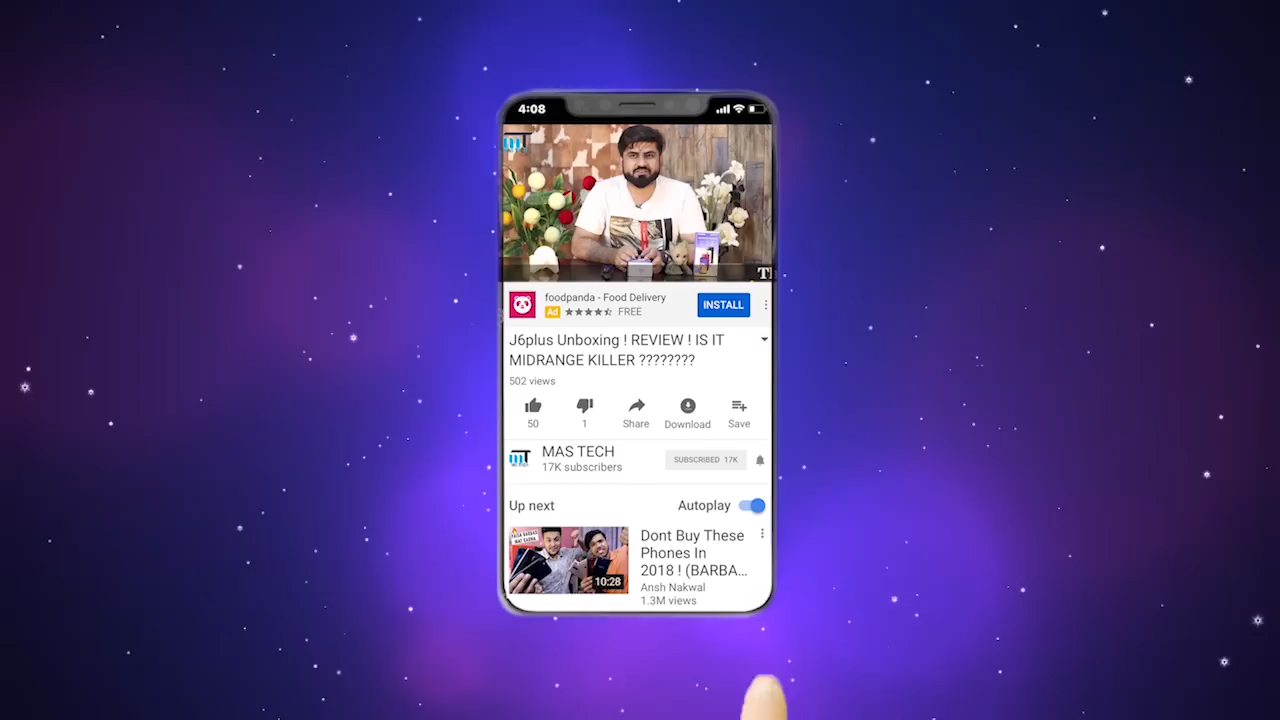 4:08
mT
T
foodpanda - Food Delivery
INSTALL
Ad
FREE
J6plus Unboxing ! REVIEW ! IS IT
MIDRANGE KILLER ????????
502 views
50
1
Share
Download
Save
mT
MAS TECH
17K subscribers
SUBSCRIBED 17K
Up next
Autoplay
10:28
Dont Buy These
Phones In
2018 ! (BARBA...
Ansh Nakwal
1.3M views